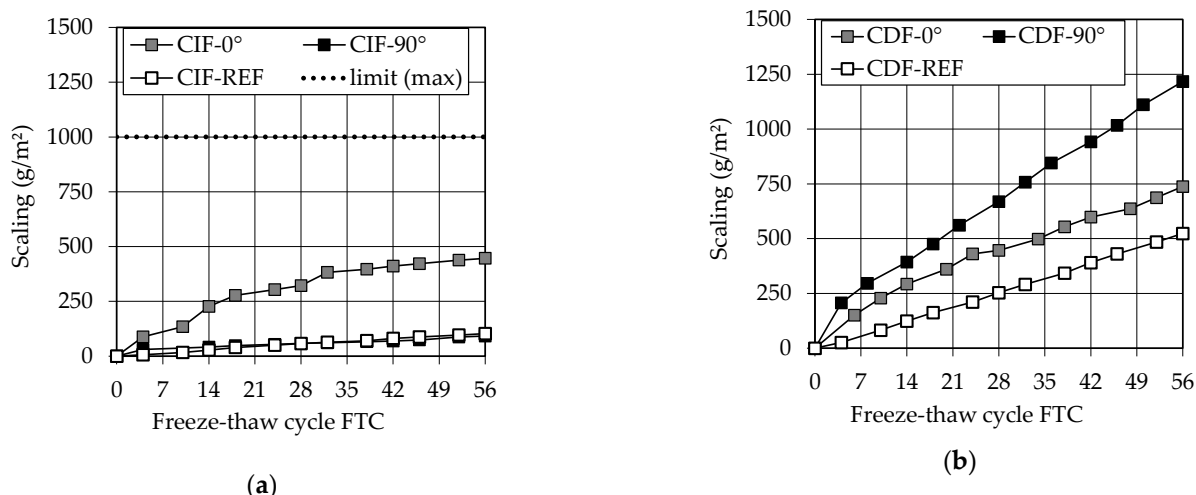 1500
1250
1000
750
500
250
0
Scaling (g/m²)
CIF-0° CIF-90°
CIF-REF limit (max)
0 7 14 21 28 35 42 49 56
Freeze-thaw cycle FTC
(a)
1500
1250
1000
750
500
250
0
Scaling (g/m²)
CDF-0° CDF-90°
CDF-REF
0 7 14 21 28 35 42 49 56
Freeze-thaw cycle FTC
(b)